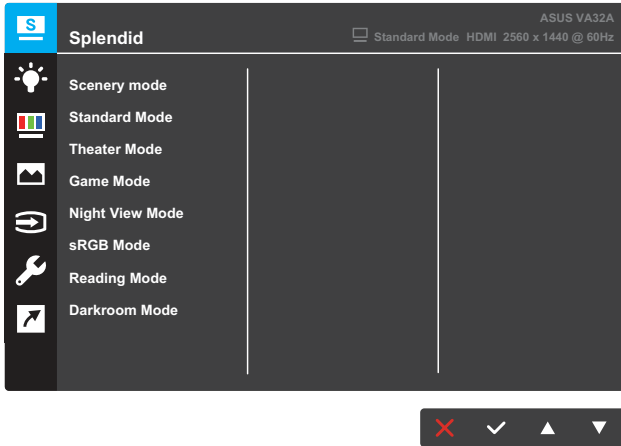 S
Splendid
ASUS VA32A
Standard Mode HDMI 2560 x 1440 @ 60Hz
Scenery mode
Standard Mode
Theater Mode
Game Mode
Night View Mode
sRGB Mode
Reading Mode
Darkroom Mode